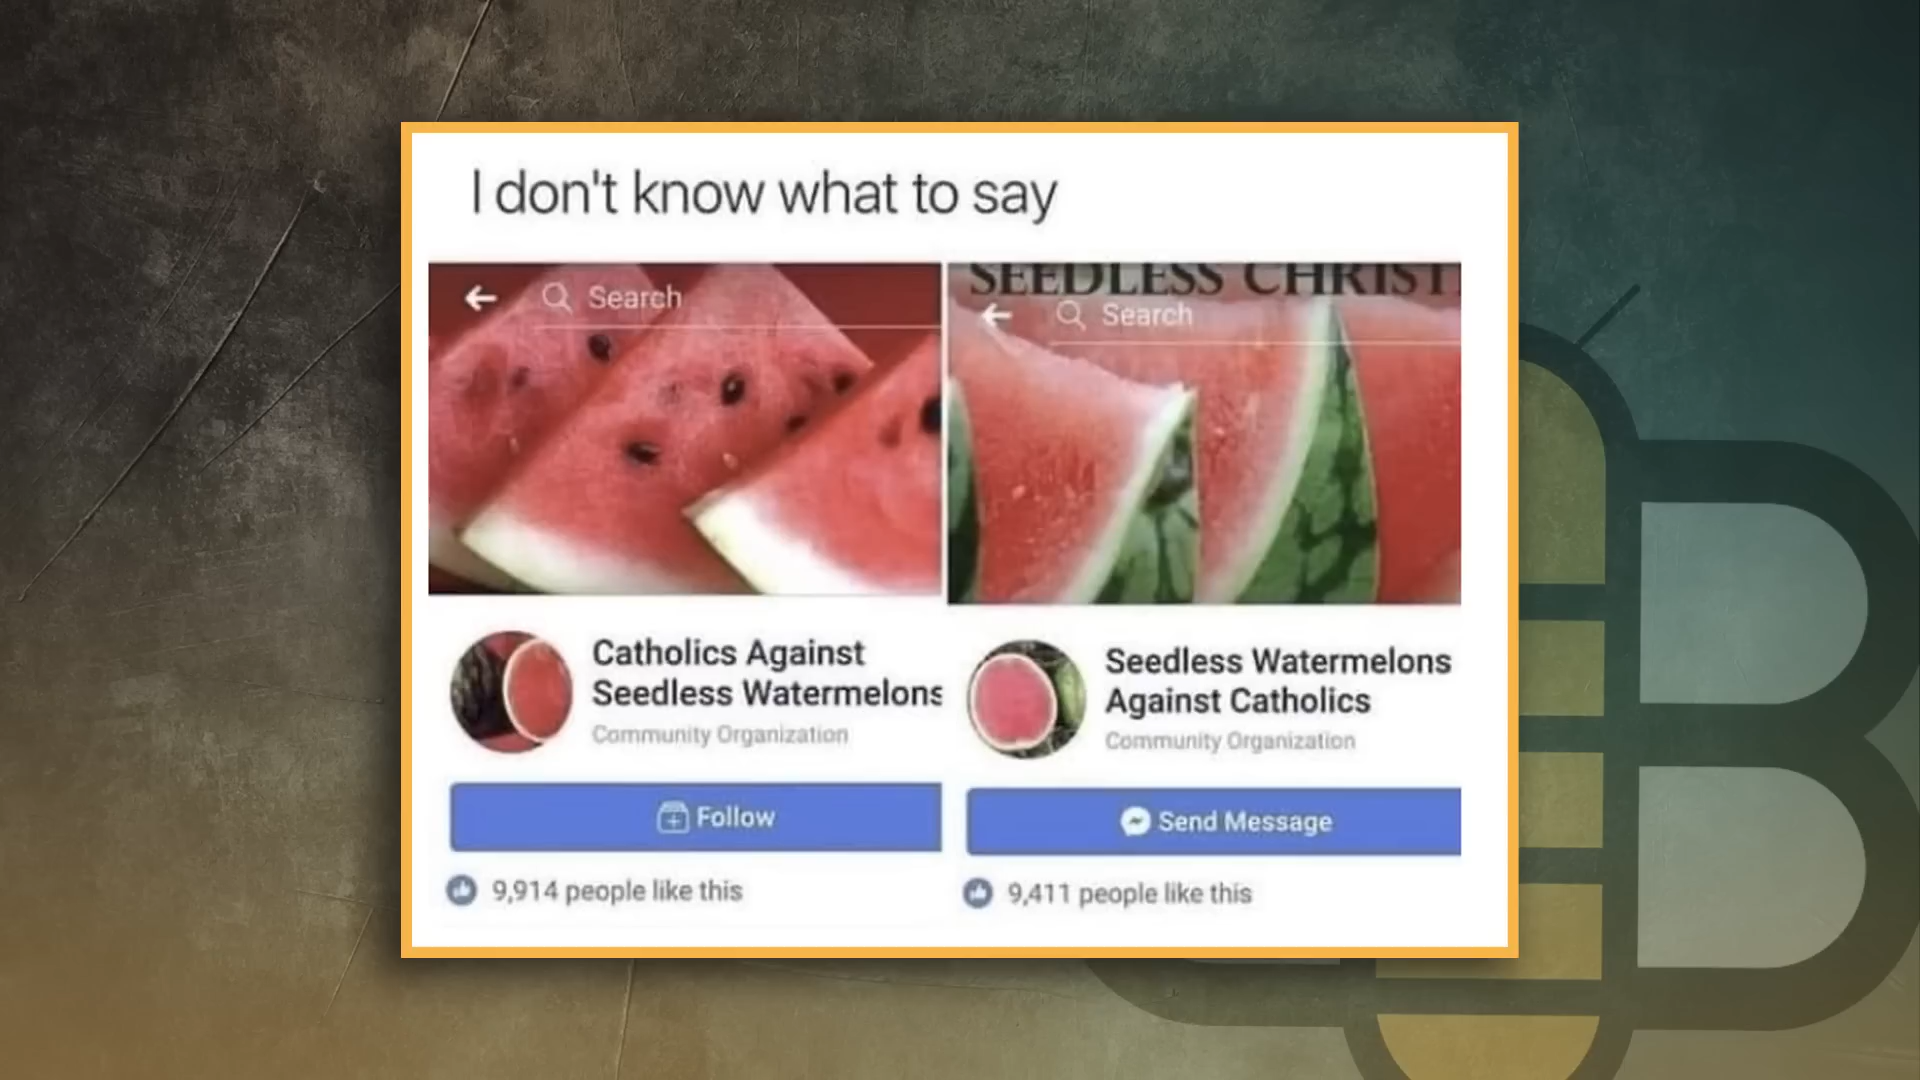 I don't know what to say
Search
Catholics Against
Seedless Watermelons
Community Organization
Follow
9,914 people like this
SEEDLESS CHRISTI
Search
Seedless Watermelons
Against Catholics
Community Organization
Send Message
9,411 people like this